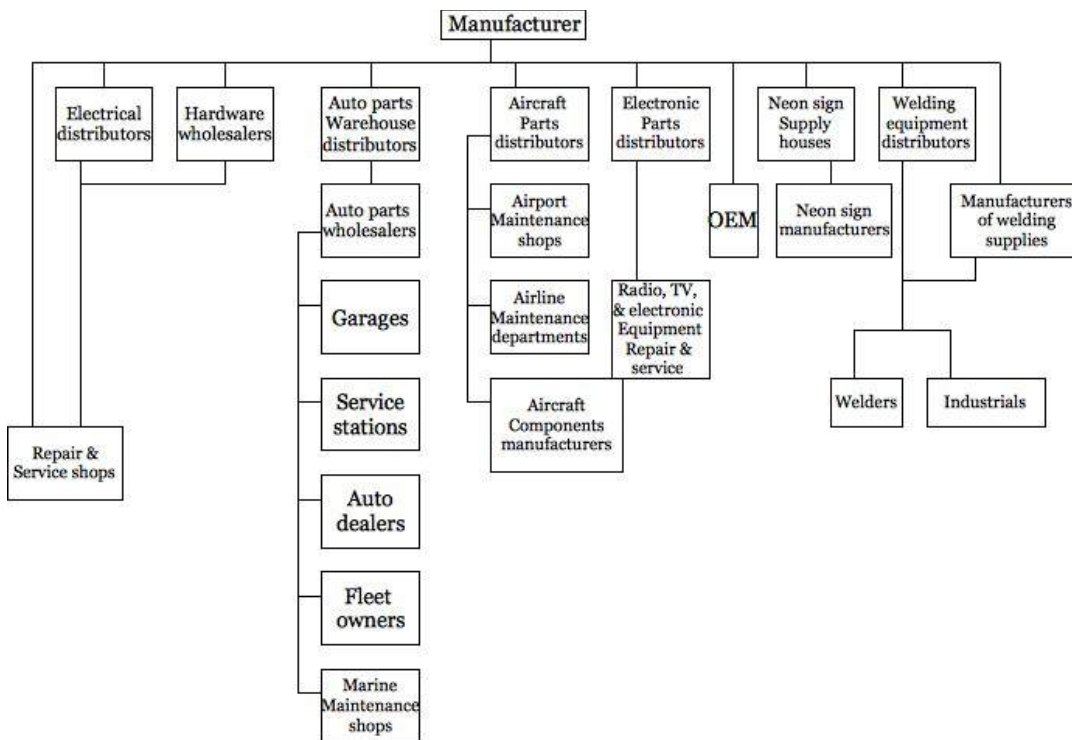 Manufacturer
Electrical
distributors
Hardware
wholesalers
Auto parts
Warehouse
distributors
Aircraft
Parts
distributors
Electronic
Parts
distributors
Neon sign
Supply
houses
Welding
equipment
distributors
Auto parts
wholesalers
Airport
Maintenance
shops
OEM
Neon sign
manufacturers
Manufacturers
of welding
supplies
Garages
Airline
Maintenance
departments
Radio, TV,
& electronic
Equipment
Repair &
service
Service
stations
Aircraft
Components
manufacturers
Welders
Industrials
Repair &
Service shops
Auto
dealers
Fleet
owners
Marine
Maintenance
shops